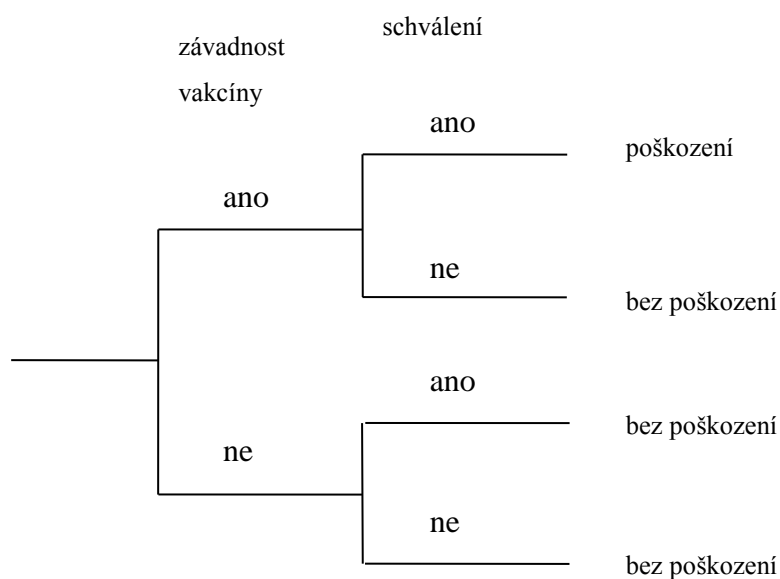 závadnost
vakcíny
schválení
ano
poškození
ano
ne
bez poškození
ano
bez poškození
ne
ne
bez poškození